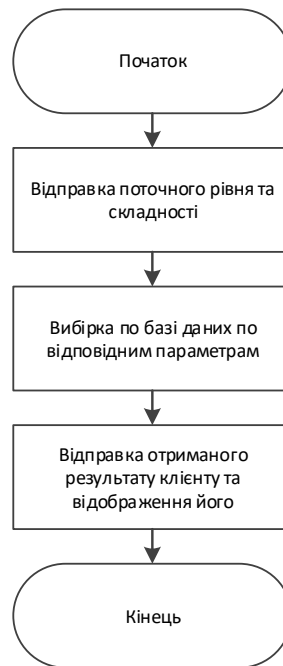 Початок
Відправка поточного рівня та
складності
Вибірка по базі даних по
відповідним параметрам
Відправка отриманого
результату клієнту та
відображення його
Кінець